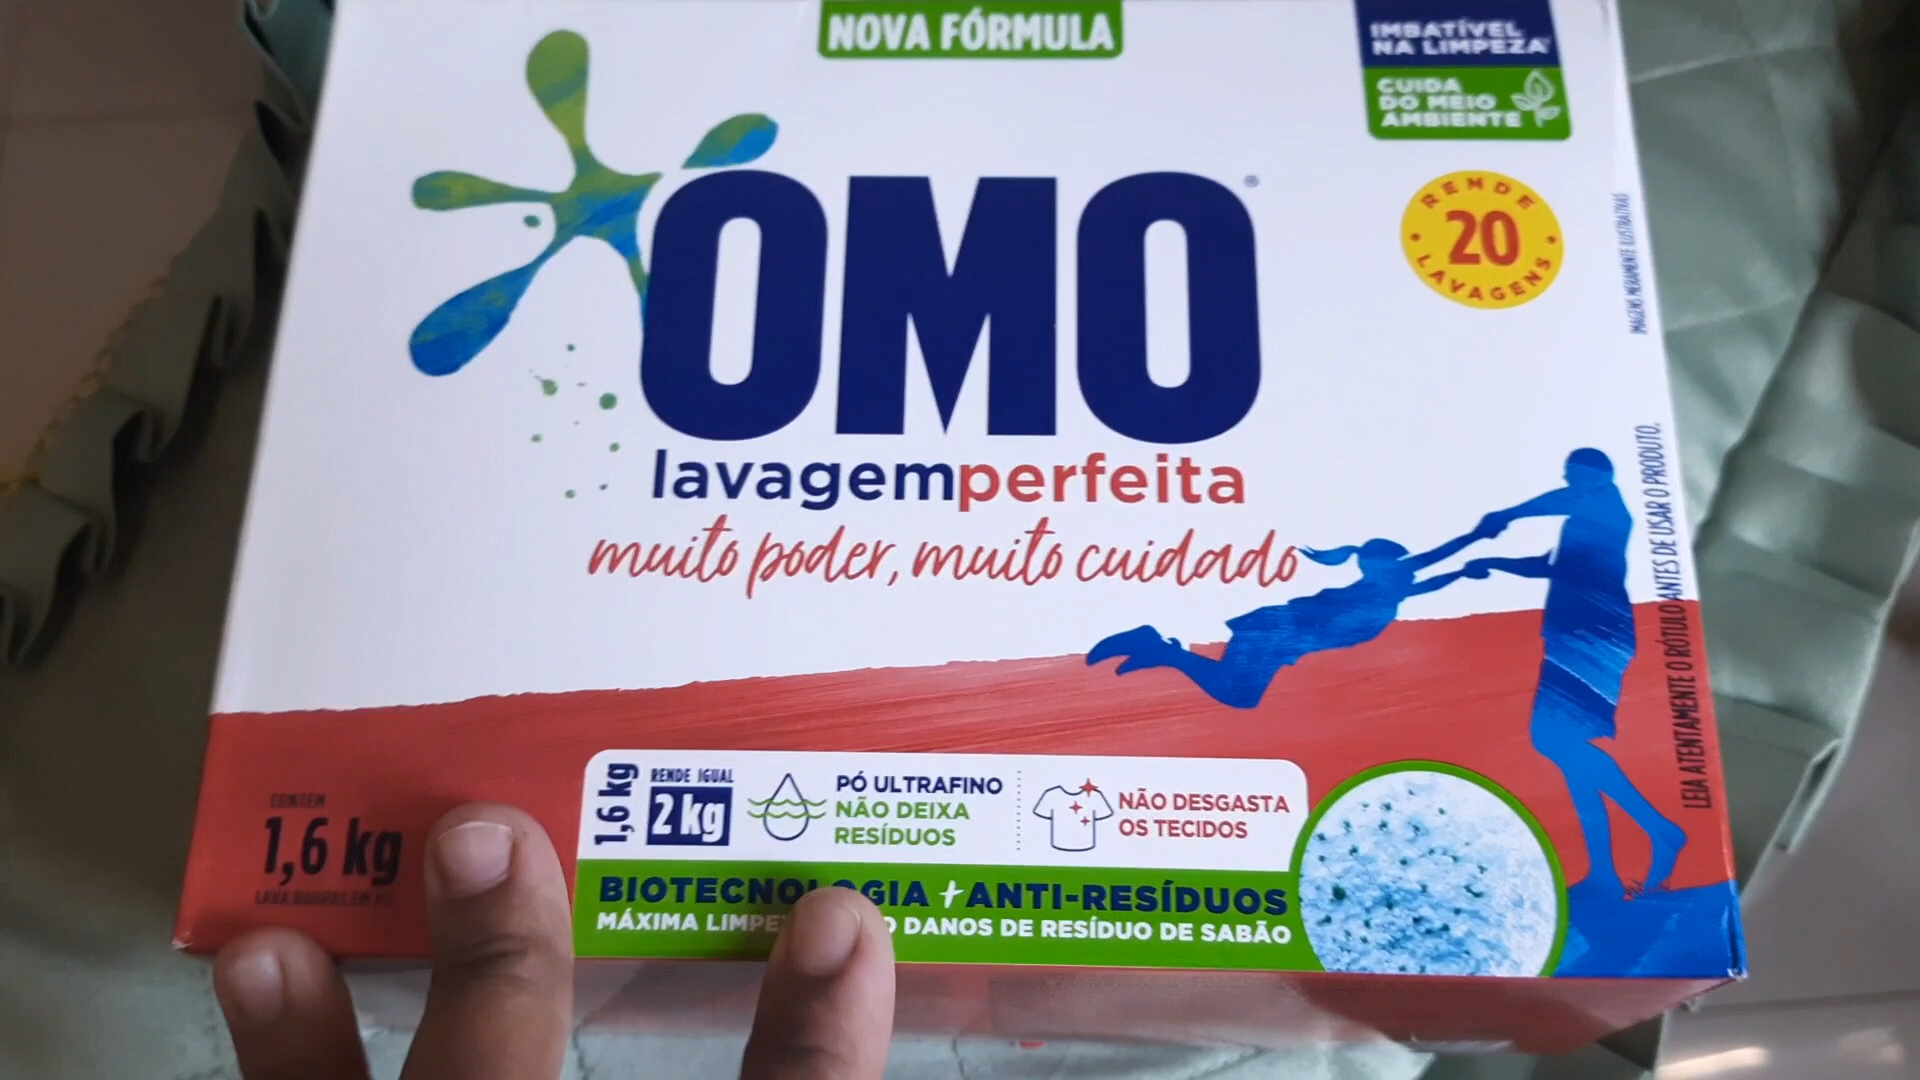 NOVA FÓRMULA
IMBATÍVEL
NA LIMPEZA
CUIDA
DO MEIO
AMBIENTE
OMO®
RENDE
20
LAVAGENS
lavagemperfeita
muito poder, muito cuidado
IMAGENS MERAMENTE ILUSTRATIVAS
LEIA ATENTAMENTE O RÓTULO ANTES DE USAR O PRODUTO.
CONTÉM
1,6 kg
LAVA ROUPAS EM PÓ
1,6 kg
RENDE IGUAL
2 kg
PÓ ULTRAFINO
NÃO DEIXA
RESÍDUOS
NÃO DESGASTA
OS TECIDOS
BIOTECNOLOGIA + ANTI-RESÍDUOS
MÁXIMA DANOS DE RESÍDUO DE SABÃO